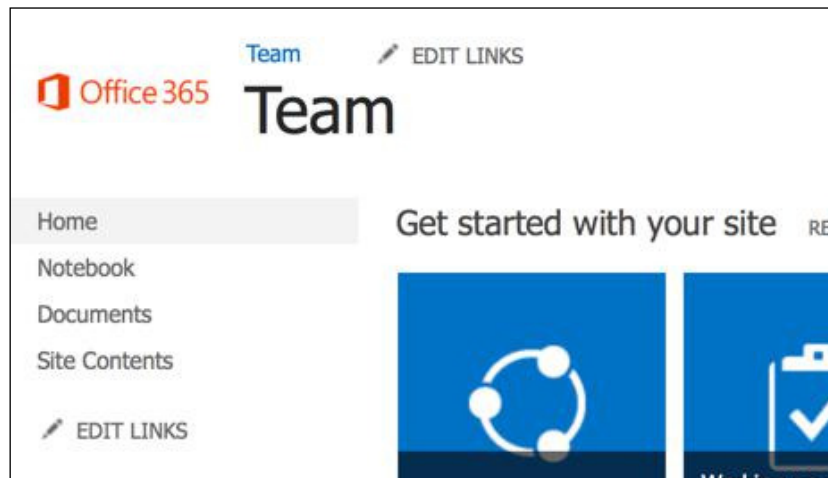 Team EDIT LINKS
Office 365
Team
Home
Notebook
Documents
Site Contents
EDIT LINKS
Get started with your site